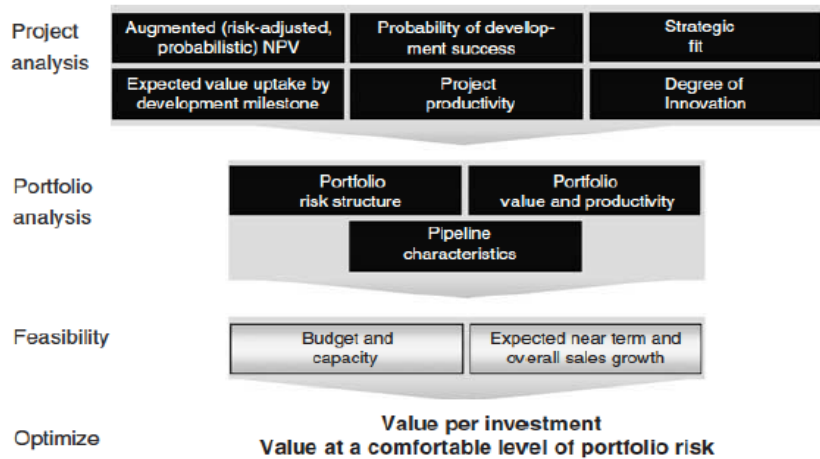 Project
analysis
Augmented (risk-adjusted,
probabilistic) NPV
Probability of develop-
ment success
Strategic
fit
Expected value uptake by
development milestone
Project
productivity
Degree of
Innovation
Portfolio
analysis
Portfolio
risk structure
Portfolio
value and productivity
Pipeline
characteristics
Feasibility
Budget and
capacity
Expected near term and
overall sales growth
Optimize
Value per investment
Value at a comfortable level of portfolio risk